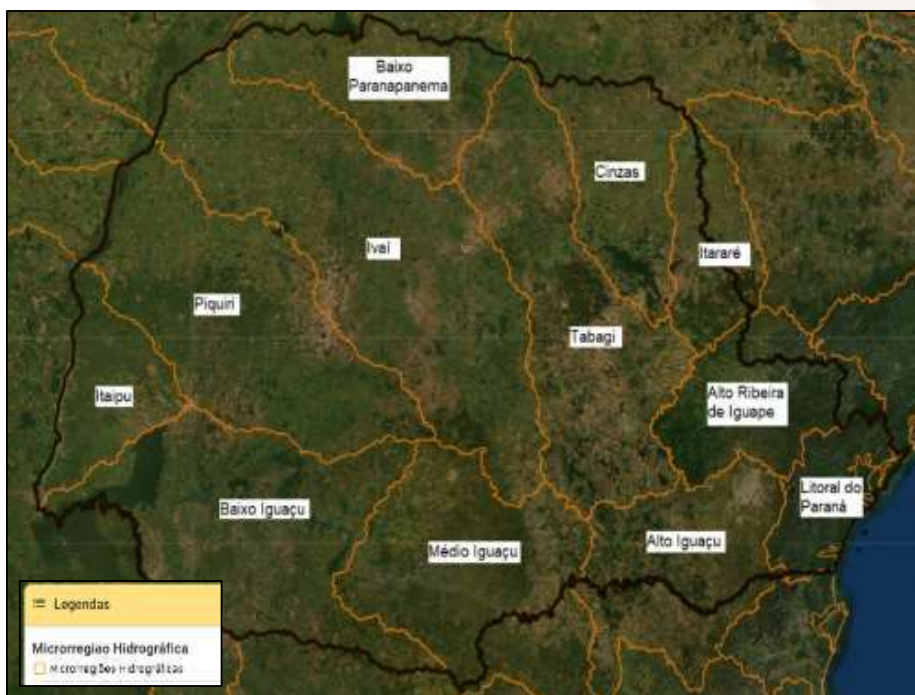 Baixo
Paranapanema
Cinzas
Ivaí
Itararé
Piquiri
Tabagi
Itaipu
Alto Ribeira
de Iguape
Litoral do
Paraná
Baixo Iguaçu
Médio Iguaçu
Alto Iguaçu
Legendas
Microrregiao Hidrográfica
Microrregiões Hidrográficas